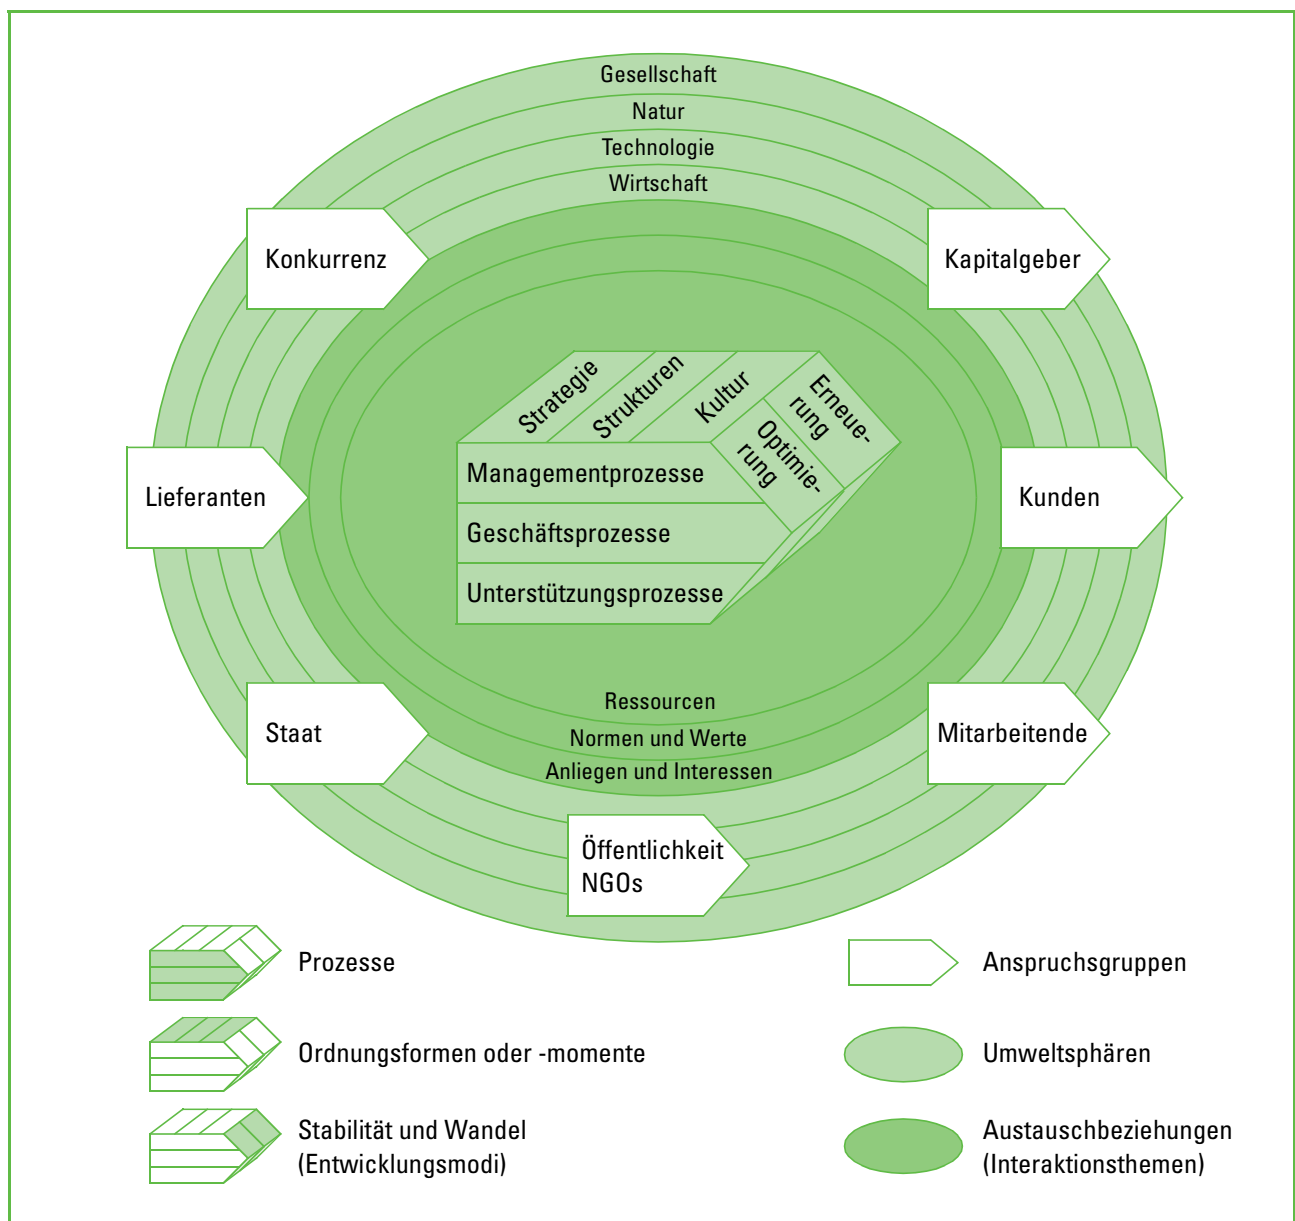 Gesellschaft
Natur
Technologie
Wirtschaft
Konkurrenz
Kapitalgeber
Strategie
Strukturen
Kultur
Erneue-
rung
Optimie-
rung
Managementprozesse
Geschäftsprozesse
Unterstützungsprozesse
Lieferanten
Kunden
Ressourcen
Normen und Werte
Anliegen und Interessen
Staat
Mitarbeitende
Öffentlichkeit
NGOs
Prozesse
Ordnungsformen oder -momente
Stabilität und Wandel
(Entwicklungsmodi)
Anspruchsgruppen
Umweltsphären
Austauschbeziehungen
(Interaktionsthemen)